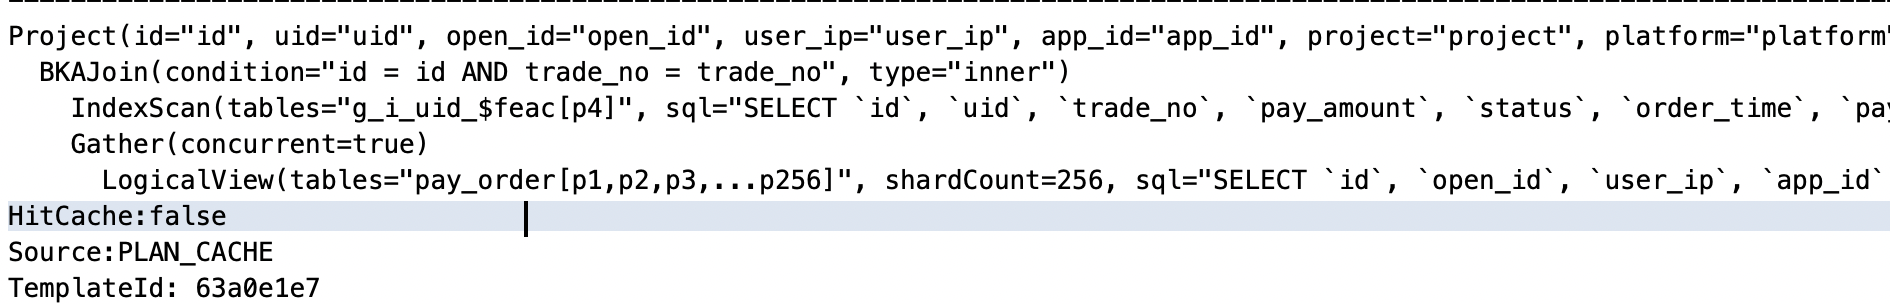 Project(id="id", uid="uid", open_id="open_id", user_ip="user_ip", app_id="app_id", project="project", platform="platform"
BKAJoin(condition="id = id AND trade_no = trade_no", type="inner")
IndexScan(tables="g_i_uid_$feac[p4]", sql="SELECT `id`, `uid`, `trade_no`, `pay_amount`, `status`, `order_time`, `pay
Gather(concurrent=true)
LogicalView(tables="pay_order[p1,p2,p3,...p256]", shardCount=256, sql="SELECT `id`, `open_id`, `user_ip`, `app_id`
HitCache:false
Source:PLAN_CACHE
TemplateId: 63a0e1e7